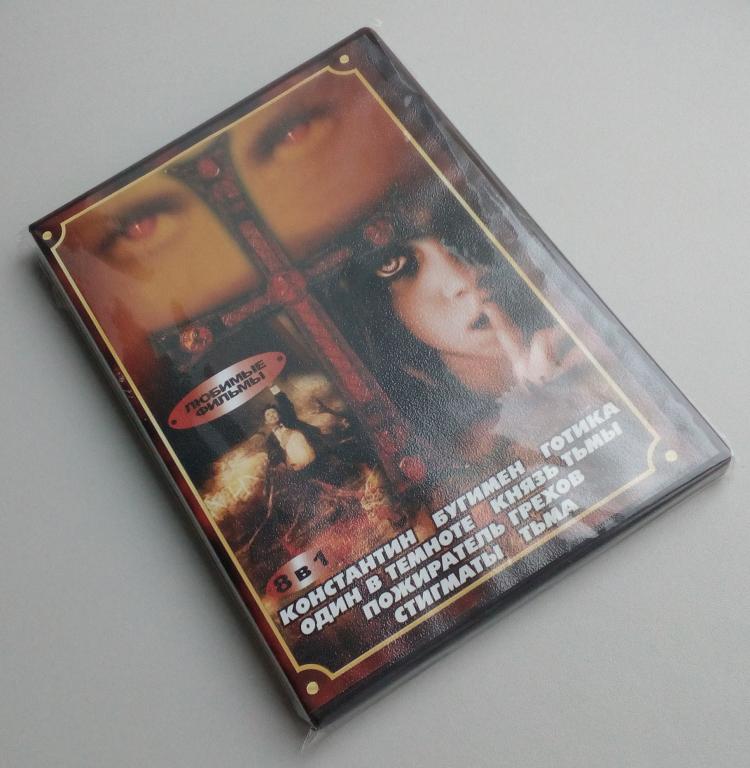 ЛЮБИМЫЕ
ФИЛЬМЫ
8 в 1
КОНСТАНТИН БУГИМЕН ГОТИКА
ОДИН В ТЕМНОТЕ КНЯЗЬ ТЬМЫ
ПОЖИРАТЕЛЬ ГРЕХОВ
СТИГМАТЫ ТЬМА